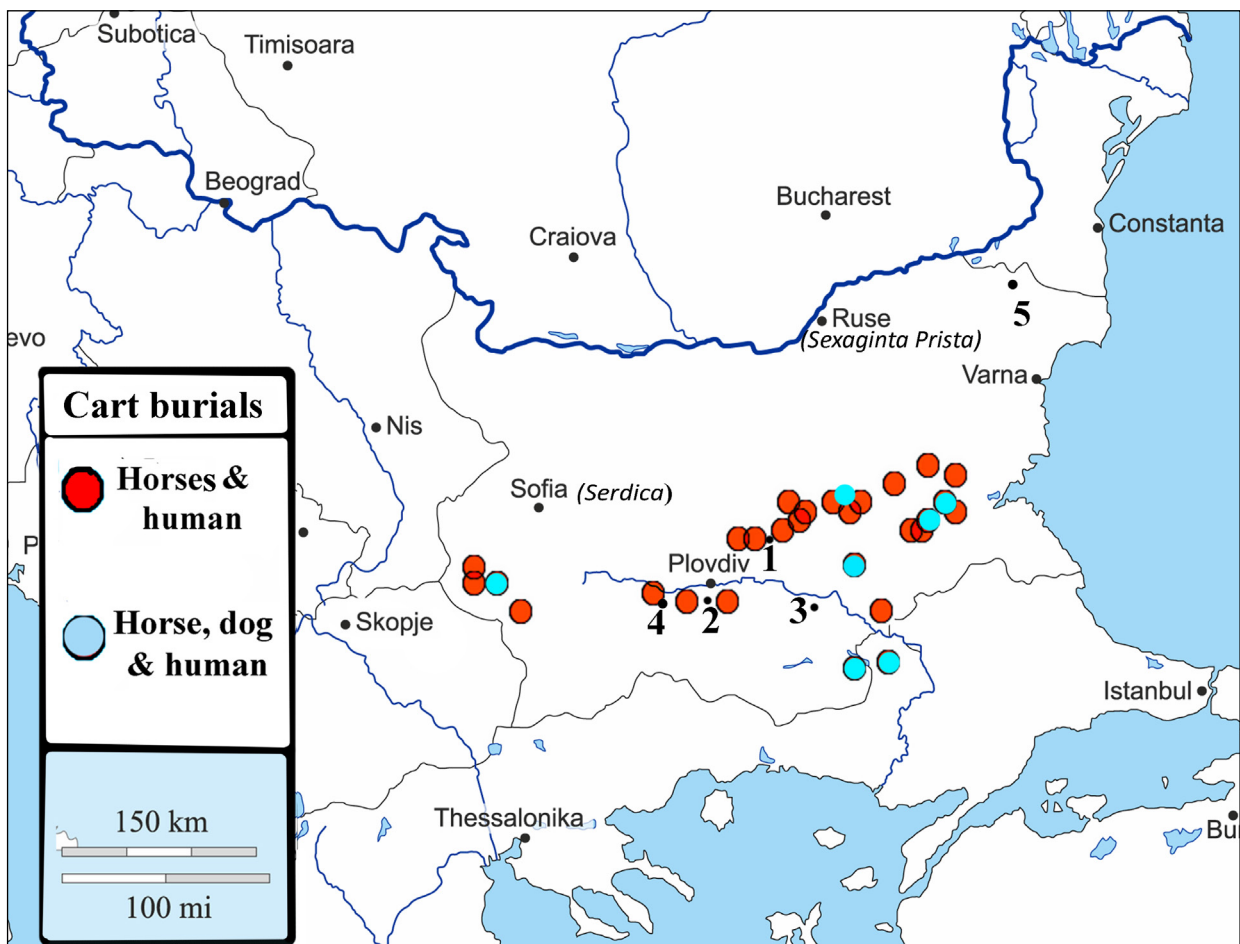 Subotica
Timisoara
Beograd
Bucharest
Craiova
Constanta
5
Ruse
(Sexaginta Prista)
evo
Varna
Cart burials
Nis
Horses &
human
Sofia (Serdica)
P
1
Plovdiv
4
2
3
Skopje
Horse, dog
& human
Istanbul
150 km
Thessalonika
Bur
100 mi